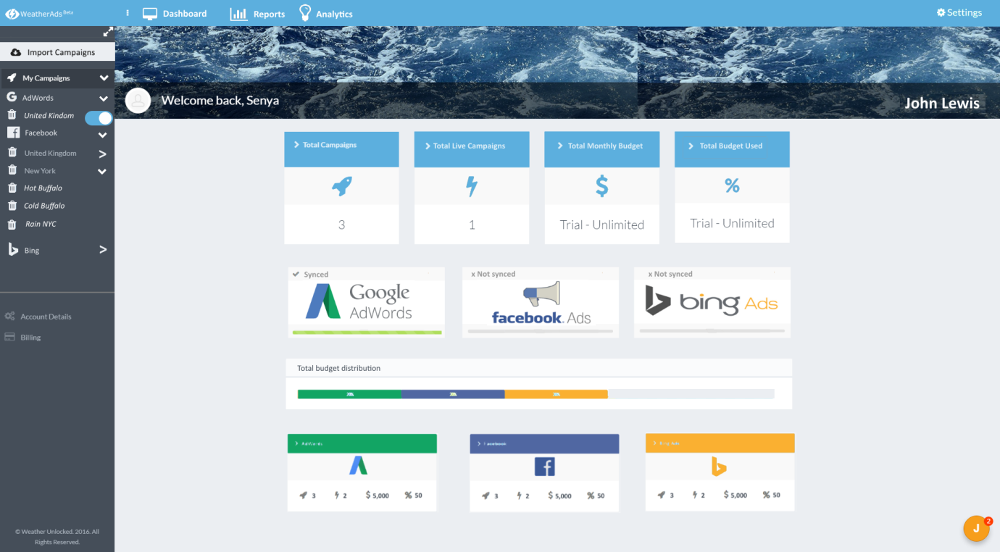 WeatherAds Beta
Dashboard
Reports
Analytics
Settings
Import Campaigns
My Campaigns
AdWords
United Kindom
Facebook
United Kingdom
New York
Hot Buffalo
Cold Buffalo
Rain NYC
Bing
Account Details
Billing
© Weather Unlocked. 2016. All
Rights Reserved.
Welcome back, Senya
John Lewis
Total Campaigns
Total Live Campaigns
Total Monthly Budget
Total Budget Used
$
%
3
1
Trial - Unlimited
Trial - Unlimited
Synced
Google
AdWords
x Not synced
facebook. Ads
x Not synced
bing Ads
Total budget distribution
AdWords
3 2 $ 5,000 % 50
Facebook
3 2 $ 5,000 % 50
Bing Ads
3 2 $ 5,000 % 50
J
2